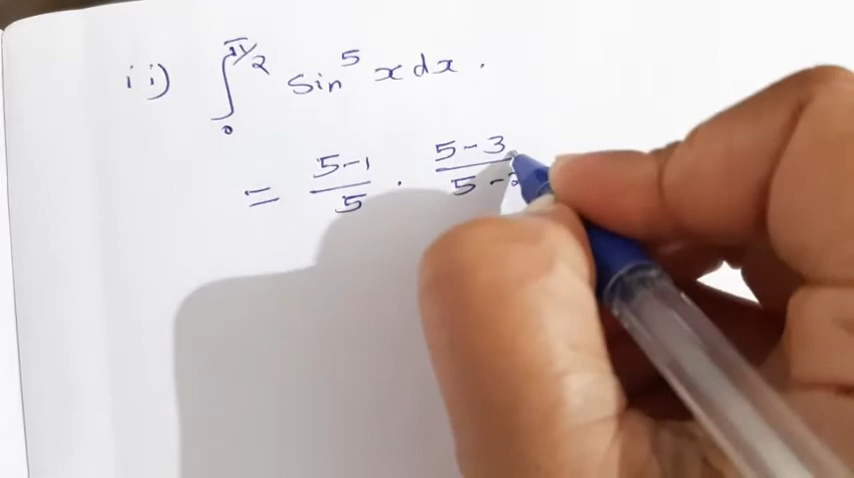 ii) ∫₀^(π/2) sin⁵ x dx .
= (5-1)/5 . (5-3)/(5-2)